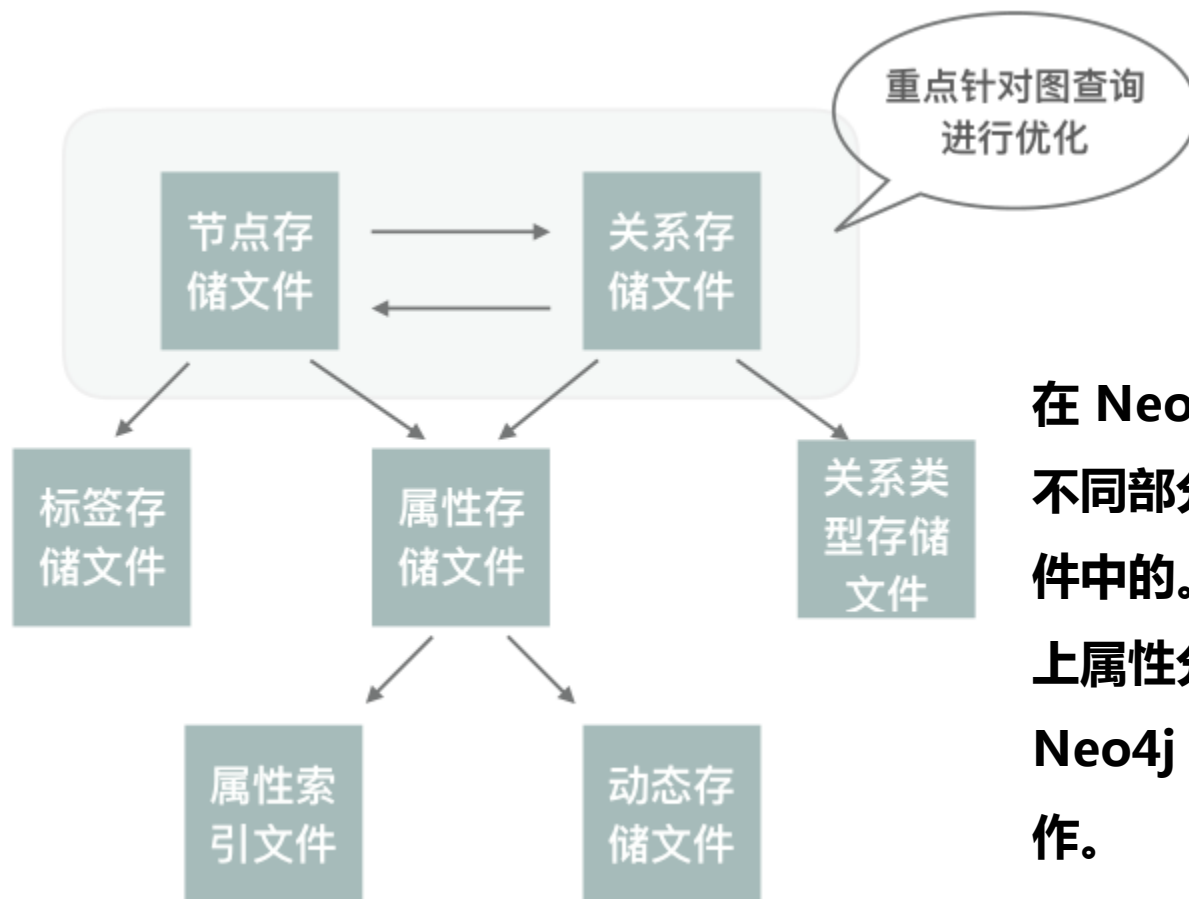 重点针对图查询
进行优化
节点存
储文件
关系存
储文件
标签存
储文件
属性存
储文件
关系类
型存储
文件
属性索
引文件
动态存
储文件
在 Neo
不同部
件中的。
上属性
Neo4j
作。